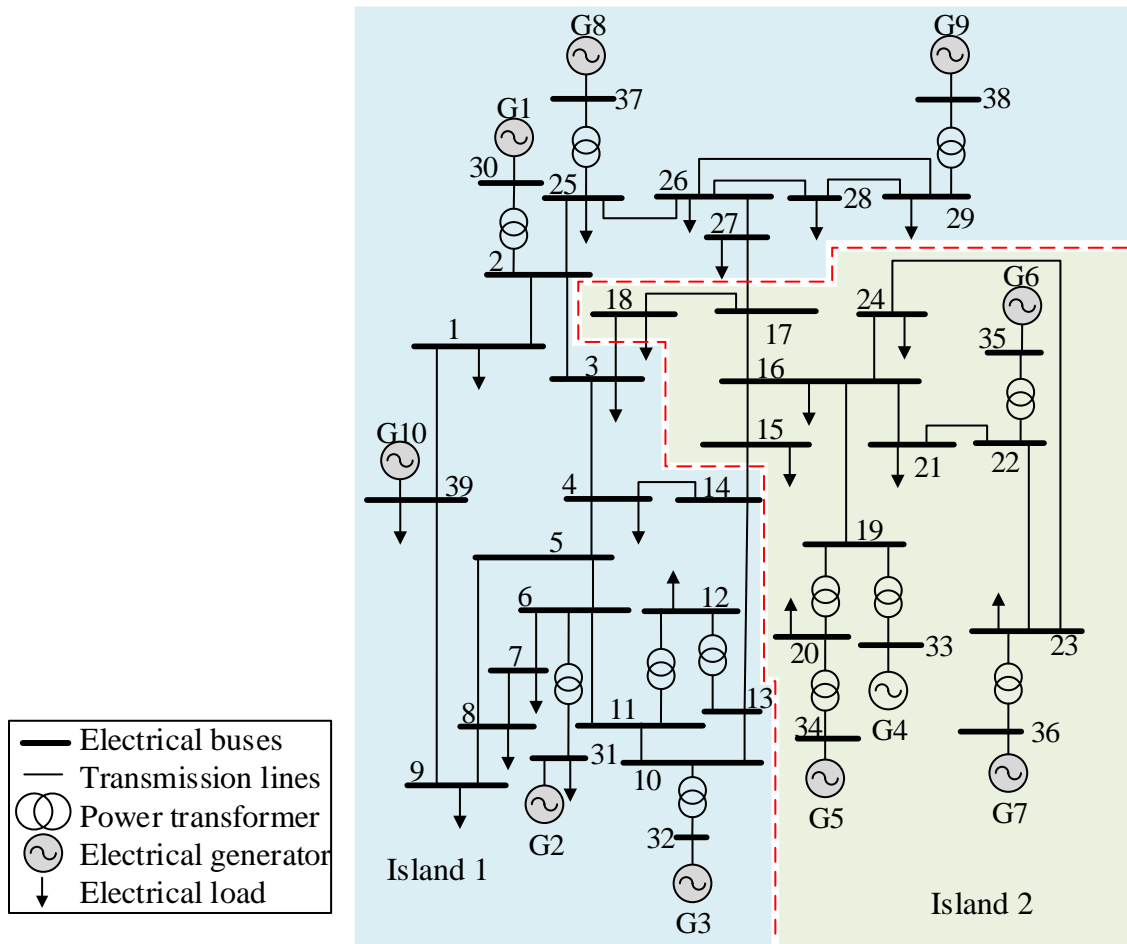 G8
G9
37
38
G1
30
25
26
28
29
27
2
18
24
G6
17
35
1
3
16
G10
15
21
22
39
4
14
5
19
6
12
7
20
33
23
8
11
13
34
G4
36
9
31
10
G5
G7
G2
32
G3
Island 1
Island 2
Electrical buses
Transmission lines
Power transformer
Electrical generator
Electrical load